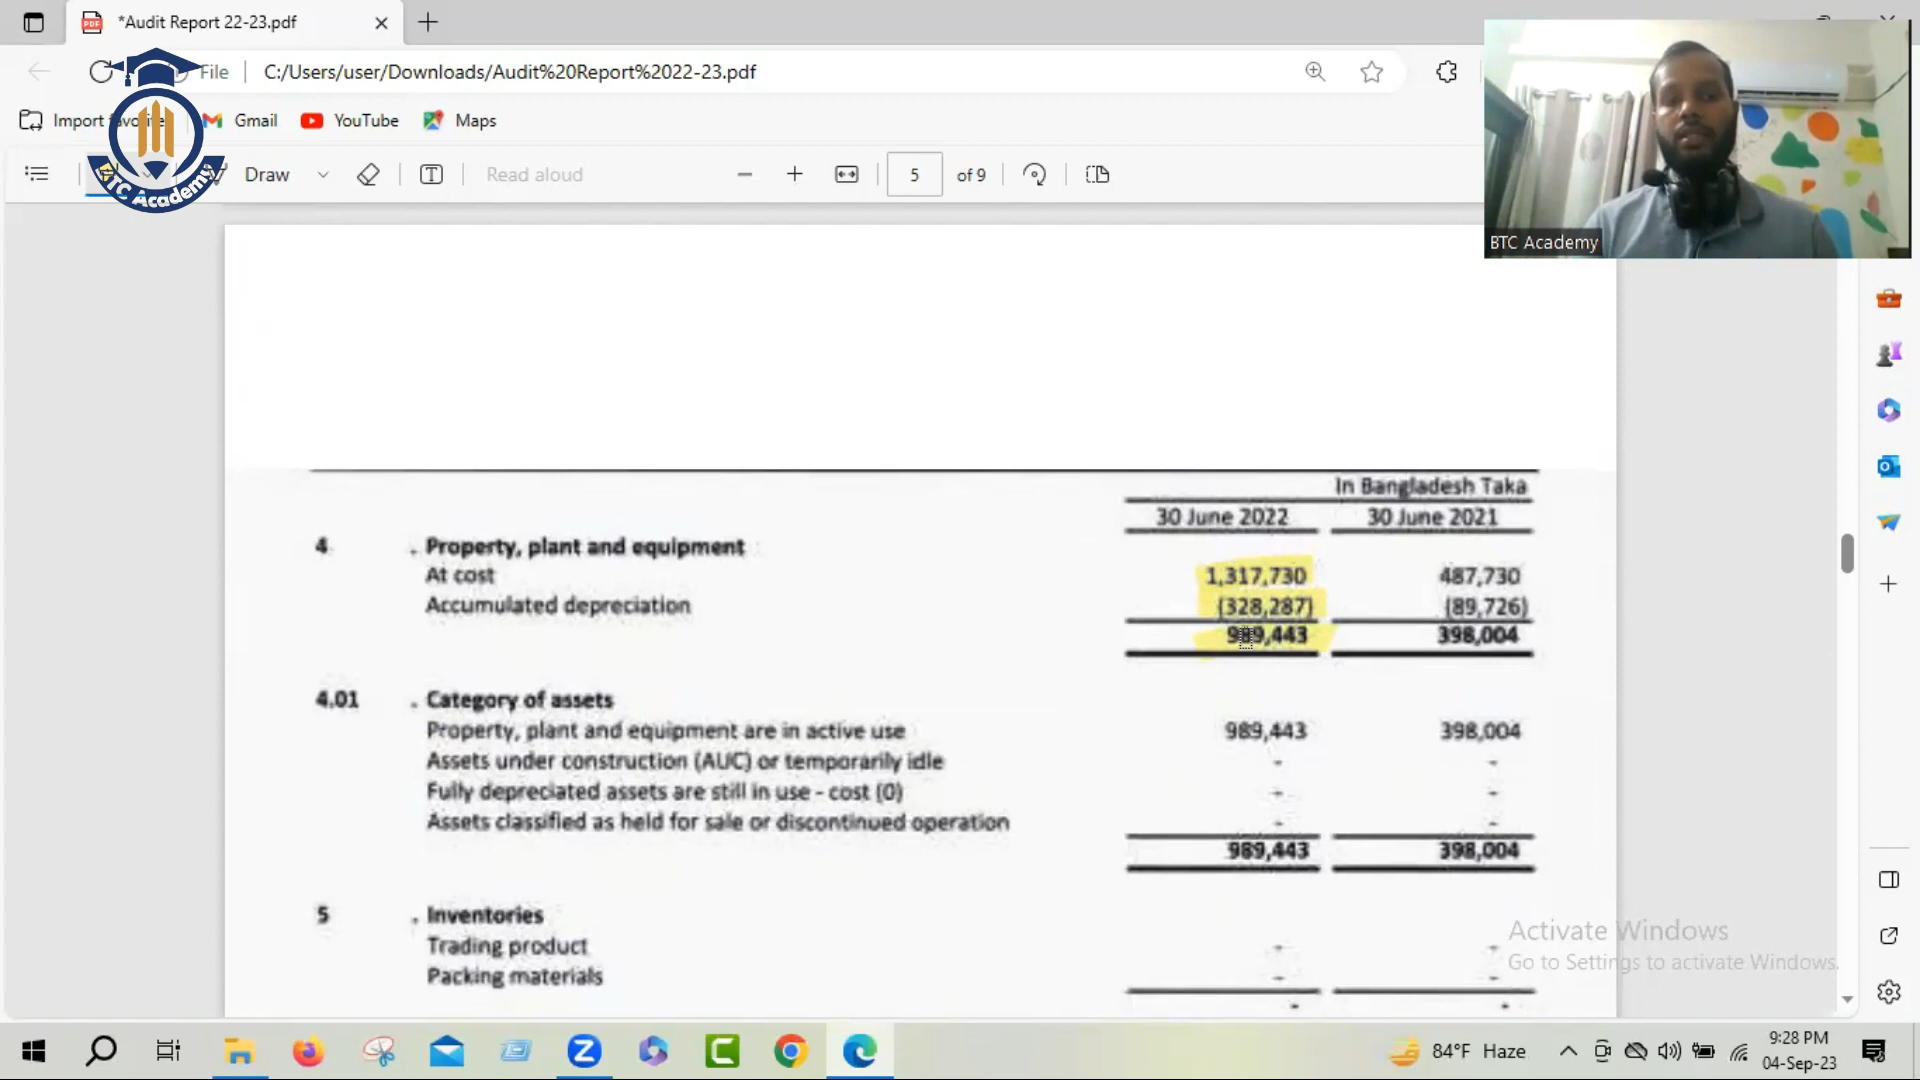 *Audit Report 22-23.pdf
File
C:/Users/user/Downloads/Audit%20Report%2022-23.pdf
Import favorites
Gmail
YouTube
Maps
BTC Academy
Draw
Read aloud
5 of 9
BTC Academy
In Bangladesh Taka
30 June 2022 30 June 2021
4 . Property, plant and equipment
At cost 1,317,730 487,730
Accumulated depreciation (328,287) (89,726)
989,443 398,004
4.01 . Category of assets
Property, plant and equipment are in active use 989,443 398,004
Assets under construction (AUC) or temporarily idle - -
Fully depreciated assets are still in use - cost (0) - -
Assets classified as held for sale or discontinued operation - -
989,443 398,004
5 . Inventories
Trading product - -
Packing materials - -
- -
Activate Windows
Go to Settings to activate Windows.
84°F Haze
9:28 PM
04-Sep-23